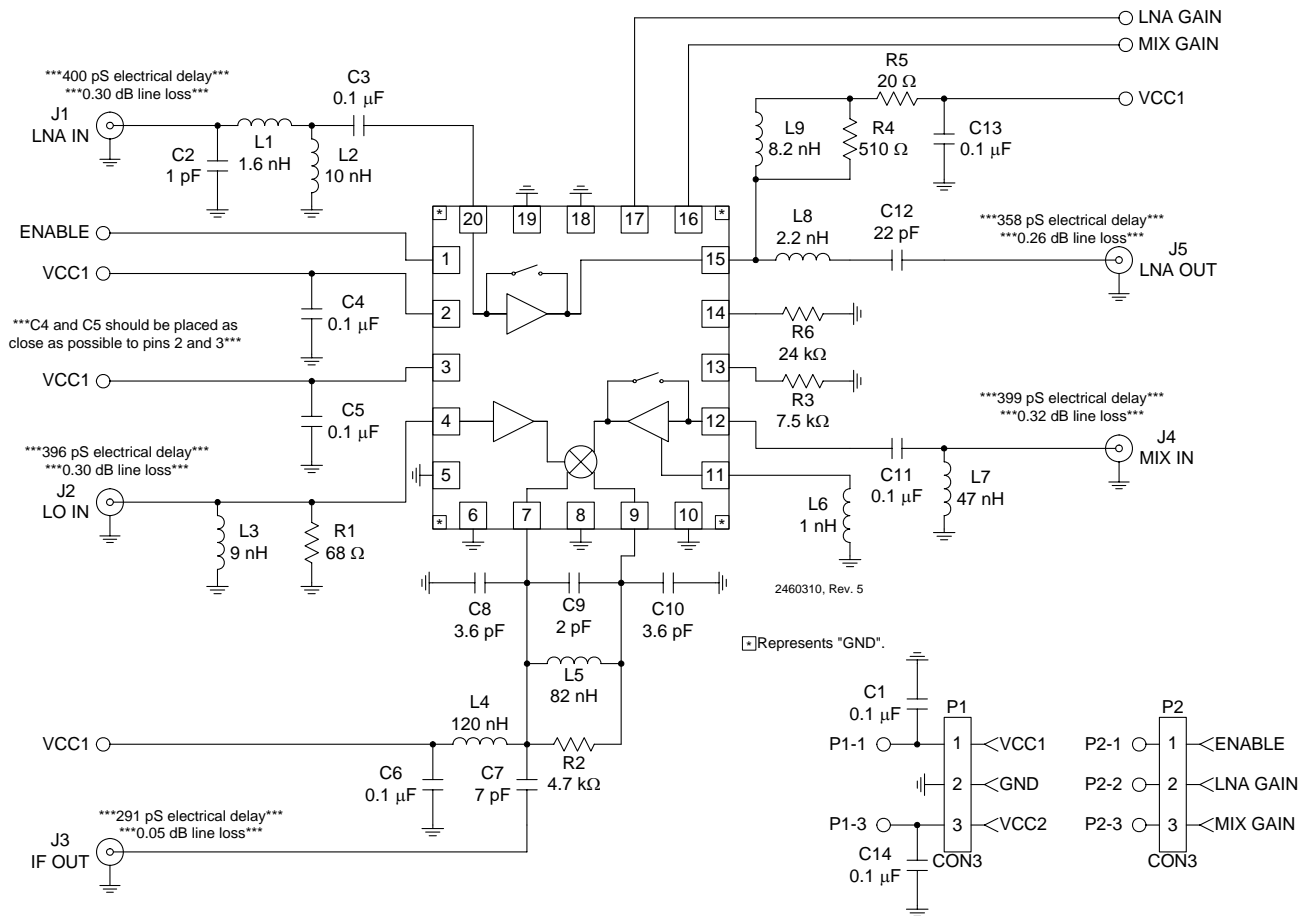 LNA GAIN
MIX GAIN
R5
20 Ω
VCC1
***400 pS electrical delay***
***0.30 dB line loss***
J1
LNA IN
C3
0.1 μF
C2
1 pF
L1
1.6 nH
L2
10 nH
L9
8.2 nH
R4
510 Ω
C13
0.1 μF
* 20 19 18 17 16 *
ENABLE
1
VCC1
2
C4
0.1 μF
***C4 and C5 should be placed as
close as possible to pins 2 and 3***
VCC1
3
C5
0.1 μF
4
***396 pS electrical delay***
***0.30 dB line loss***
J2
LO IN
5
L3
9 nH
R1
68 Ω
15
L8
2.2 nH
C12
22 pF
***358 pS electrical delay***
***0.26 dB line loss***
J5
LNA OUT
14
R6
24 kΩ
13
R3
7.5 kΩ
12
***399 pS electrical delay***
***0.32 dB line loss***
J4
MIX IN
C11
0.1 μF
L7
47 nH
11
L6
1 nH
* 6 7 8 9 10 *
C8
3.6 pF
C9
2 pF
C10
3.6 pF
2460310, Rev. 5
* Represents "GND".
L5
82 nH
L4
120 nH
VCC1
R2
4.7 kΩ
C6
0.1 μF
C7
7 pF
***291 pS electrical delay***
***0.05 dB line loss***
J3
IF OUT
C1
0.1 μF
P1
P1-1 1 VCC1
2 GND
P1-3 3 VCC2
CON3
C14
0.1 μF
P2
P2-1 1 ENABLE
P2-2 2 LNA GAIN
P2-3 3 MIX GAIN
CON3